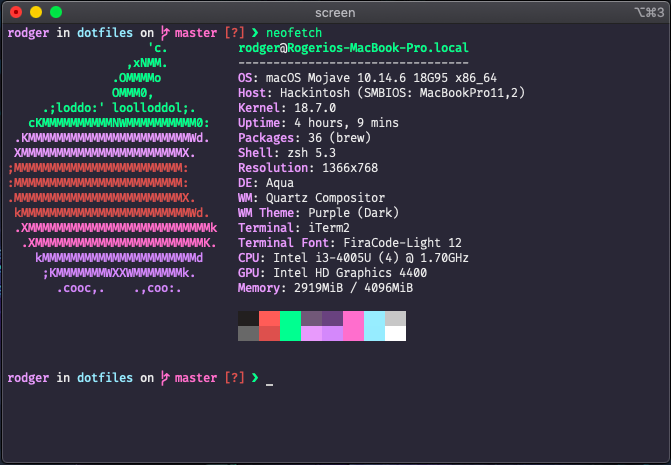 screen
⌥⌘3
rodger in dotfiles on master [?] ❯ neofetch
'c.
,xNMM.
.OMMMMo
OMMM0,
.;loddo:' loolloddol;.
cKMMMMMMMMMMNWMMMMMMMMMM0:
.KMMMMMMMMMMMMMMMMMMMMMMMWd.
XMMMMMMMMMMMMMMMMMMMMMMMX.
;MMMMMMMMMMMMMMMMMMMMMMMM:
:MMMMMMMMMMMMMMMMMMMMMMMM:
.MMMMMMMMMMMMMMMMMMMMMMMMX.
kMMMMMMMMMMMMMMMMMMMMMMMMWd.
.XMMMMMMMMMMMMMMMMMMMMMMMMMMk
.XMMMMMMMMMMMMMMMMMMMMMMMMK.
kMMMMMMMMMMMMMMMMMMMMMMd
;KMMMMMMMWXXWMMMMMMMk.
.cooc,.    .,coo:.
rodger@Rogerios-MacBook-Pro.local
---------------------------------
OS: macOS Mojave 10.14.6 18G95 x86_64
Host: Hackintosh (SMBIOS: MacBookPro11,2)
Kernel: 18.7.0
Uptime: 4 hours, 9 mins
Packages: 36 (brew)
Shell: zsh 5.3
Resolution: 1366x768
DE: Aqua
WM: Quartz Compositor
WM Theme: Purple (Dark)
Terminal: iTerm2
Terminal Font: FiraCode-Light 12
CPU: Intel i3-4005U (4) @ 1.70GHz
GPU: Intel HD Graphics 4400
Memory: 2919MiB / 4096MiB
rodger in dotfiles on master [?] ❯ _